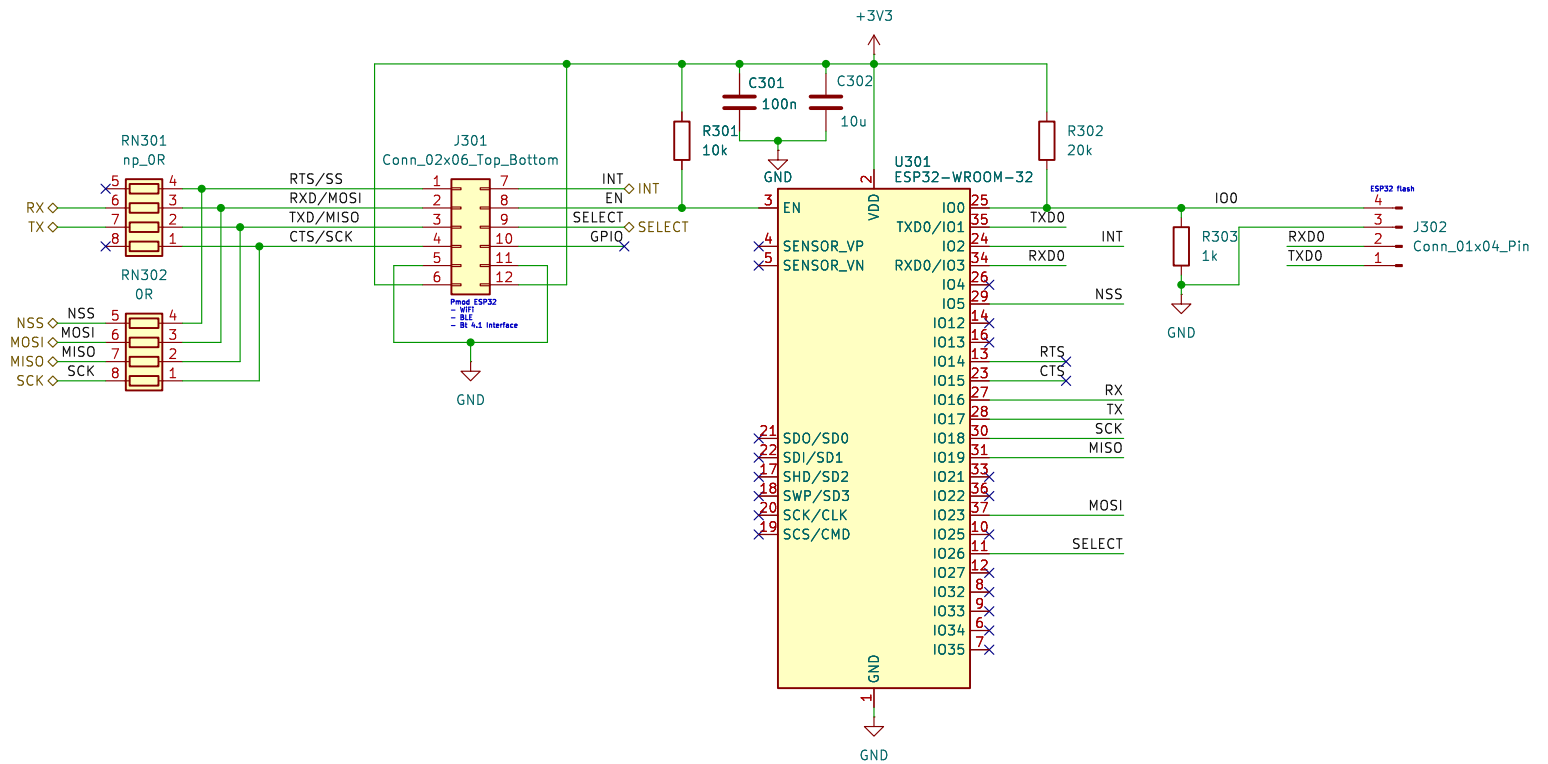 +3V3
C301
100n
C302
10u
R301
10k
R302
20k
GND
RN301
np_0R
5 4
6 3
7 2
8 1
RX
TX
RTS/SS
RXD/MOSI
TXD/MISO
CTS/SCK
J301
Conn_02x06_Top_Bottom
1 7
2 8
3 9
4 10
5 11
6 12
INT
EN
SELECT
GPIO
INT
SELECT
Pmod ESP32
- WiFi
- BLE
- Bt 4.1 Interface
GND
RN302
0R
5 4
6 3
7 2
8 1
NSS
MOSI
MISO
SCK
NSS
MOSI
MISO
SCK
U301
ESP32-WROOM-32
2
VDD
3 EN
4 SENSOR_VP
5 SENSOR_VN
21 SDO/SD0
22 SDI/SD1
17 SHD/SD2
18 SWP/SD3
20 SCK/CLK
19 SCS/CMD
IO0 25
TXD0/IO1 35 TXD0
IO2 24 INT
RXD0/IO3 34 RXD0
IO4 26
IO5 29 NSS
IO12 14
IO13 16
IO14 13 RTS
IO15 23 CTS
IO16 27 RX
IO17 28 TX
IO18 30 SCK
IO19 31 MISO
IO21 33
IO22 36
IO23 37 MOSI
IO25 10
IO26 11 SELECT
IO27 12
IO32 8
IO33 9
IO34 6
IO35 7
GND
1
GND
IO0
R303
1k
GND
ESP32 flash
4
3
2
1
RXD0
TXD0
J302
Conn_01x04_Pin